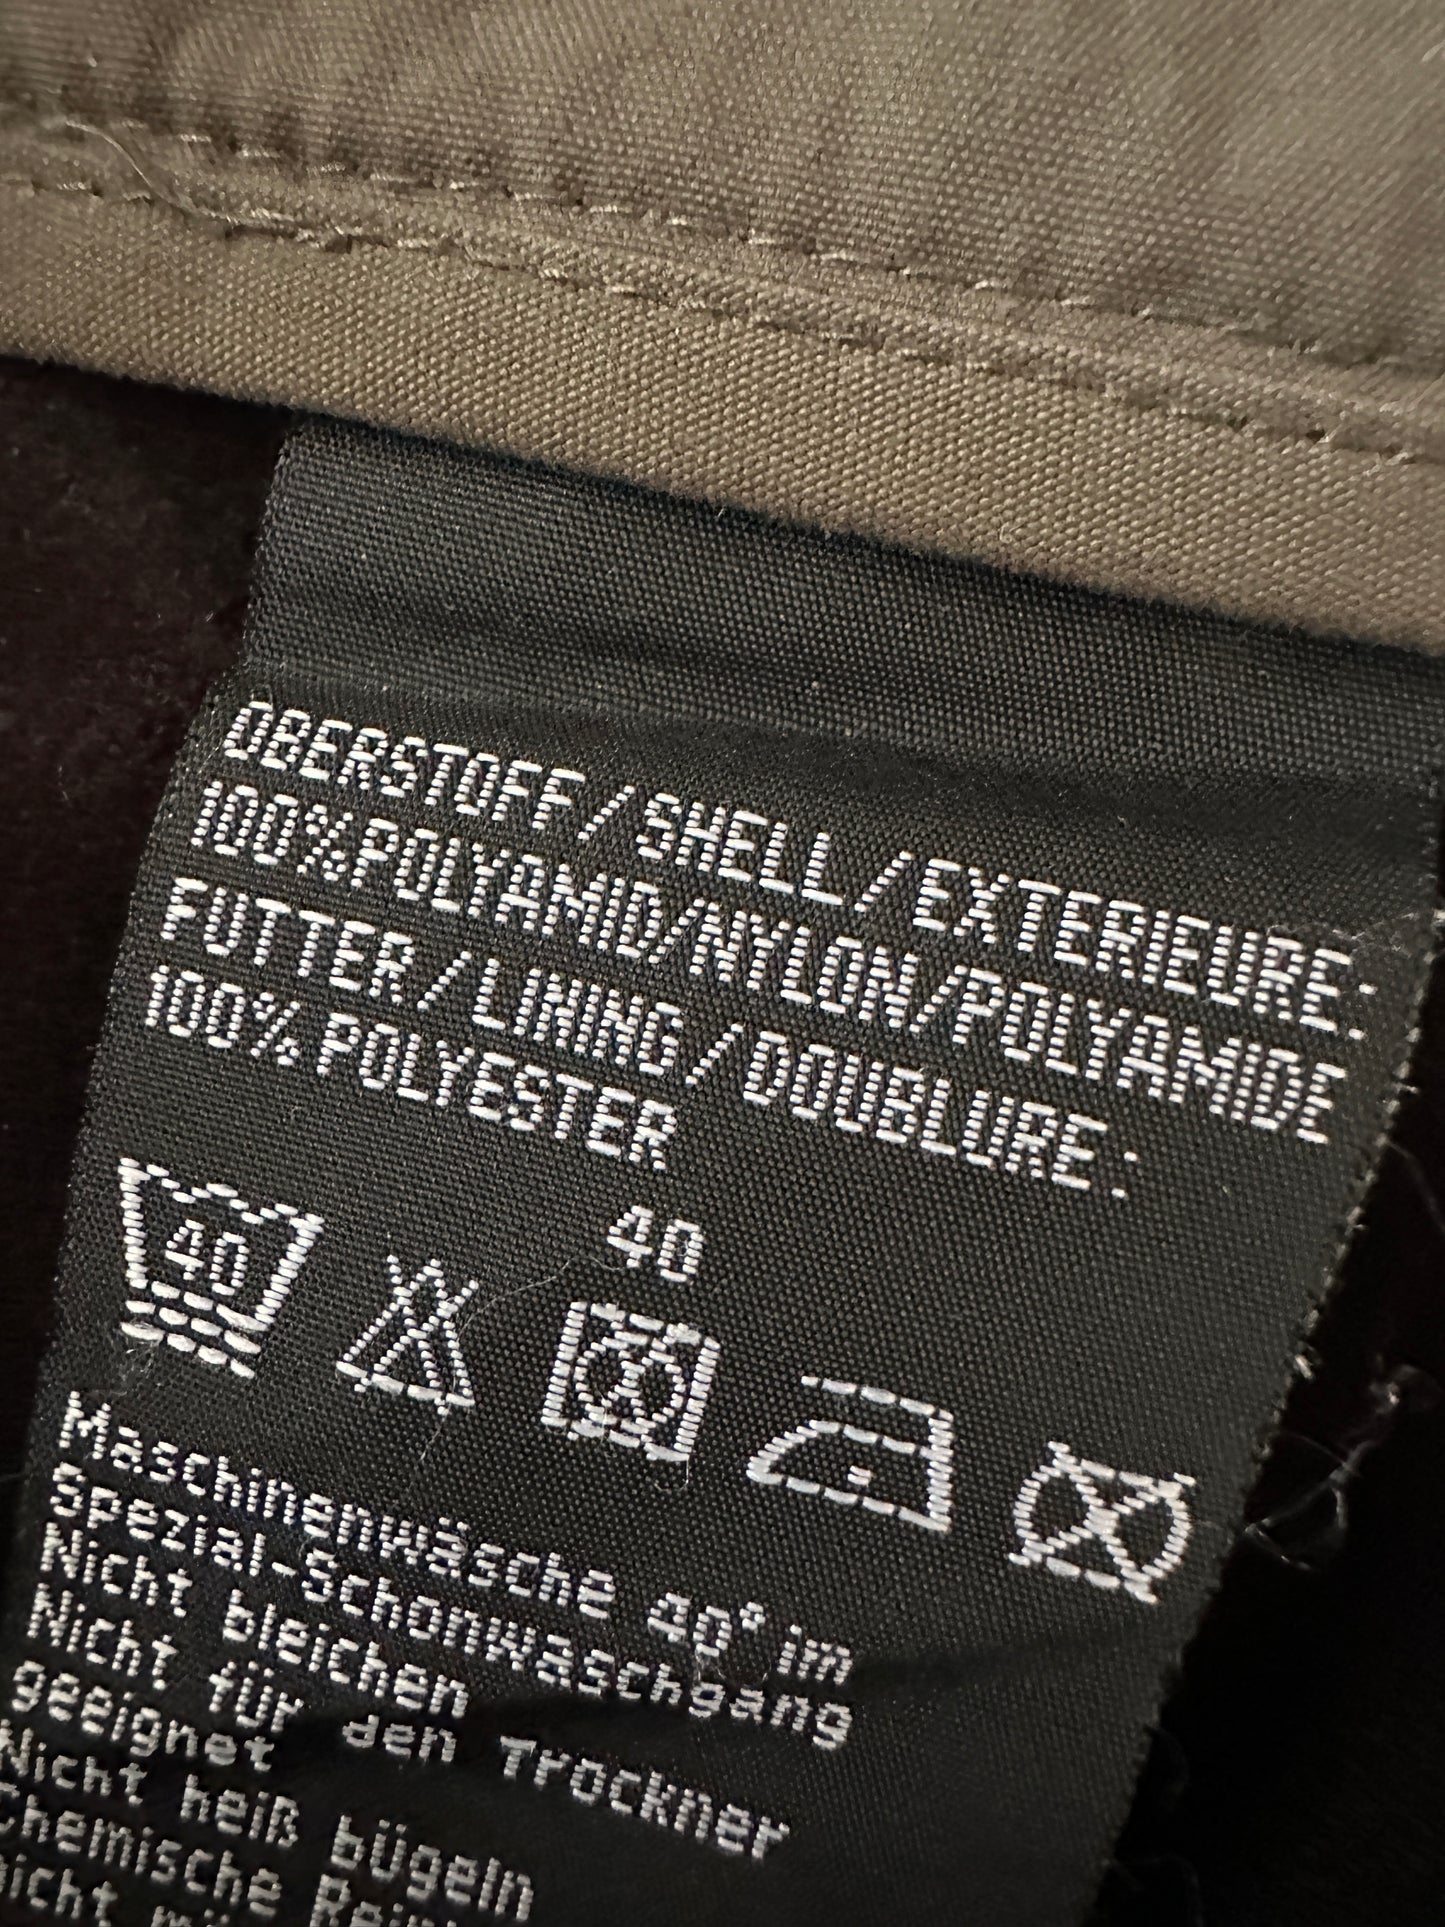 OBERSTOFF/SHELL/EXTERIEURE:
100%POLYAMID/NYLON/POLYAMIDE
FUTTER/LINING/DOUBLURE:
100% POLYESTER
40
40
Maschinenwäsche 40° im
Spezial-Schonwaschgang
Nicht bleichen
Nicht für den Trockner
geeignet
Nicht heiß bügeln